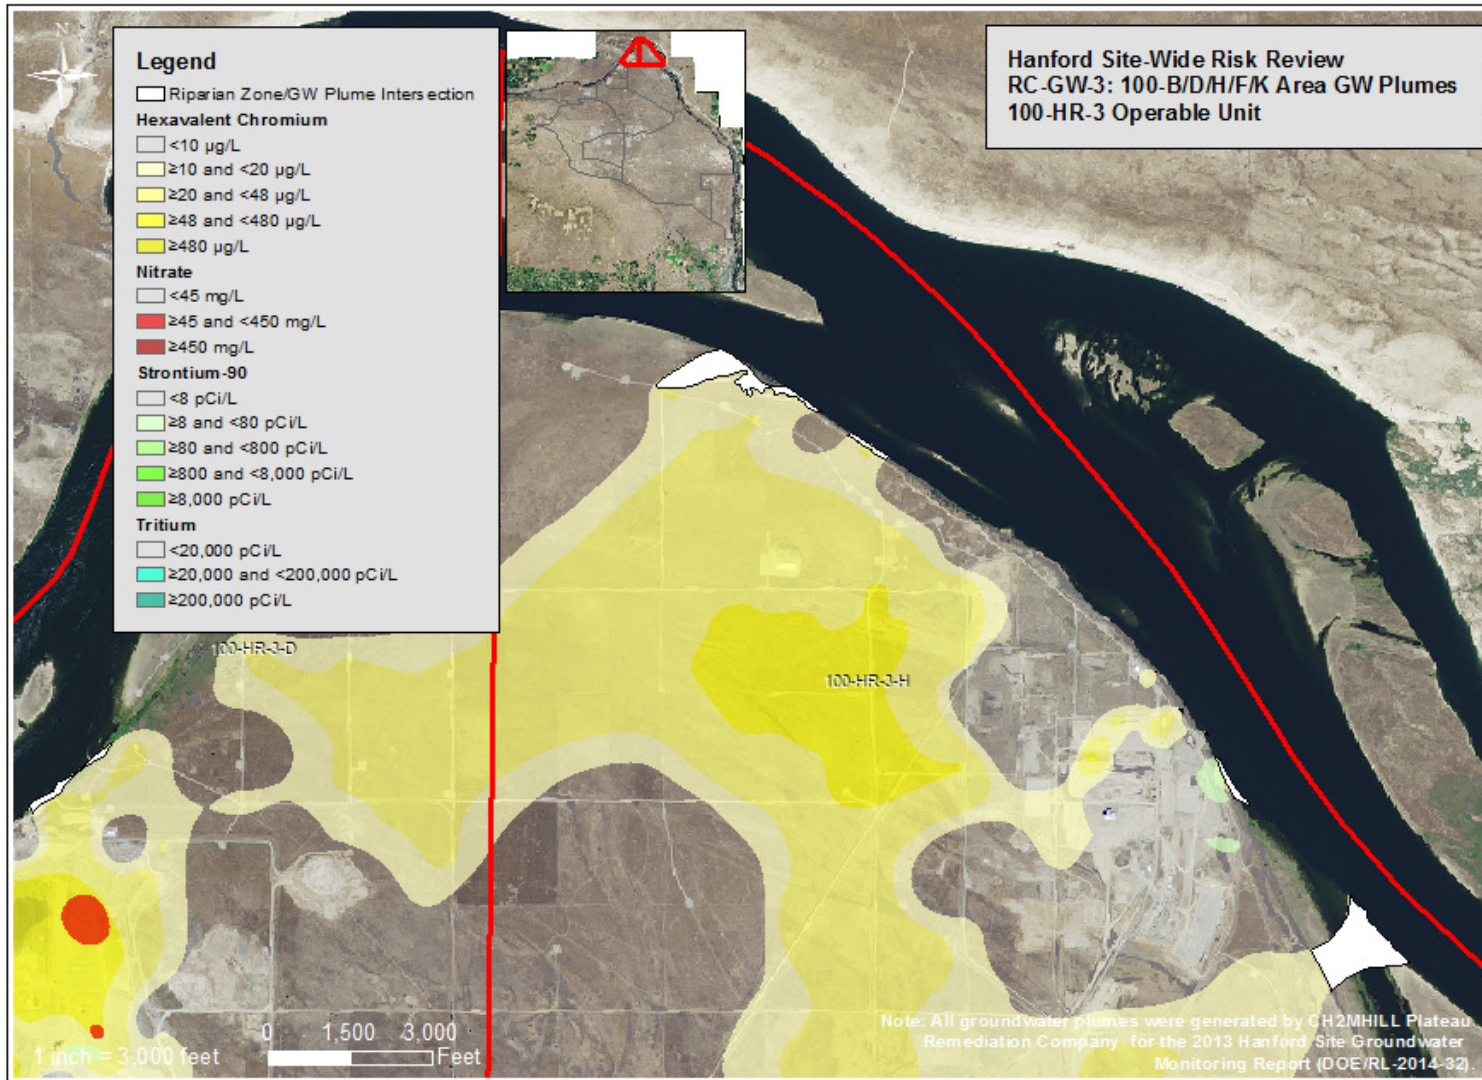 N
Legend
Riparian Zone/GW Plume Intersection
Hexavalent Chromium
<10 µg/L
≥10 and <20 µg/L
≥20 and <48 µg/L
≥48 and <480 µg/L
≥480 µg/L
Nitrate
<45 mg/L
≥45 and <450 mg/L
≥450 mg/L
Strontium-90
<8 pCi/L
≥8 and <80 pCi/L
≥80 and <800 pCi/L
≥800 and <8,000 pCi/L
≥8,000 pCi/L
Tritium
<20,000 pCi/L
≥20,000 and <200,000 pCi/L
≥200,000 pCi/L
Hanford Site-Wide Risk Review
RC-GW-3: 100-B/D/H/F/K Area GW Plumes
100-HR-3 Operable Unit
100-HR-3-D
100-HR-3-H
0 1,500 3,000
1 inch = 3,000 feet
Feet
Note: All groundwater plumes were generated by CH2MHILL Plateau
Remediation Company for the 2013 Hanford Site Groundwater
Monitoring Report (DOE/RL-2014-32).